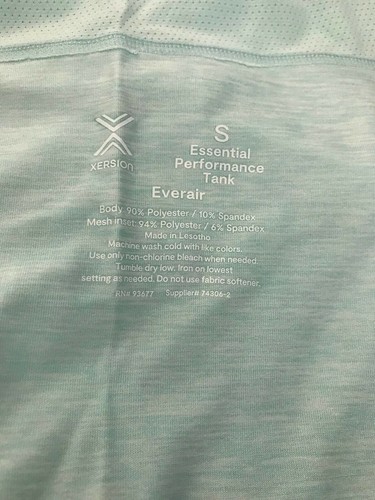 XERSION
S
Essential
Performance
Tank
Everair
Body 90% Polyester / 10% Spandex
Mesh inset 94% Polyester / 6% Spandex
Made in Lesotho
Machine wash cold with like colors.
Use only non-chlorine bleach when needed
Tumble dry low. Iron on lowest
setting as needed. Do not use fabric softener.
RN# 93677 Supplier# 74306-2